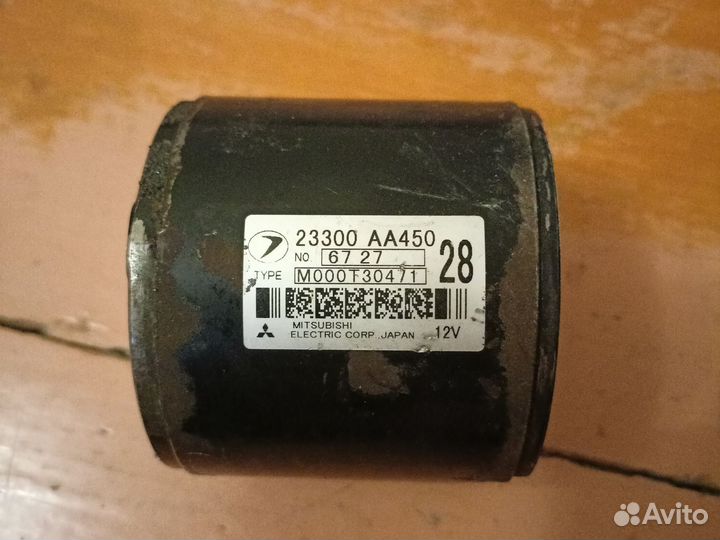 23300 AA450
NO. 67 27
28
TYPE M000T30471
MITSUBISHI
ELECTRIC CORP. JAPAN 12V
Avito